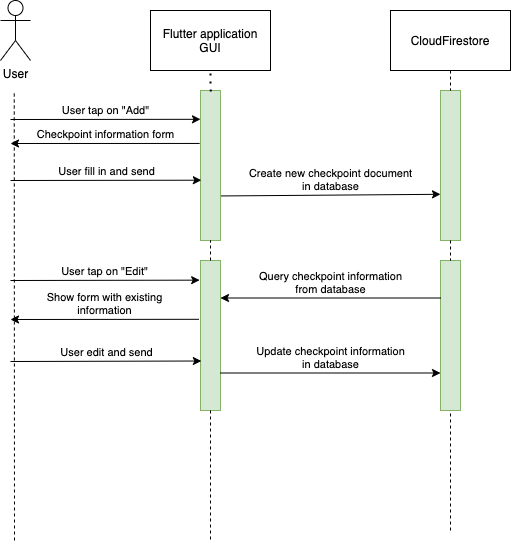 Flutter application
GUI
CloudFirestore
User
User tap on "Add"
Checkpoint information form
User fill in and send
Create new checkpoint document
in database
User tap on "Edit"
Query checkpoint information
from database
Show form with existing
information
User edit and send
Update checkpoint information
in database